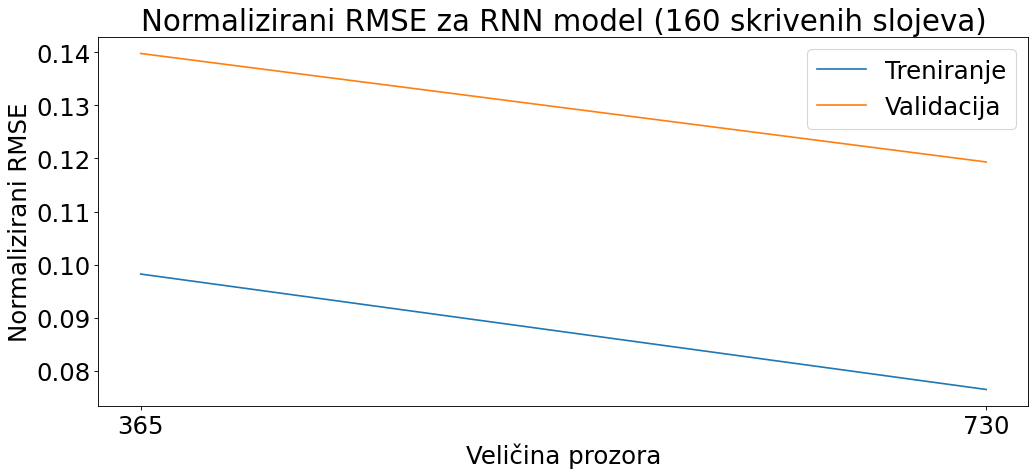 Normalizirani RMSE za RNN model (160 skrivenih slojeva)
Normalizirani RMSE
0.14
0.13
0.12
0.11
0.10
0.09
0.08
Treniranje
Validacija
365
730
Veličina prozora